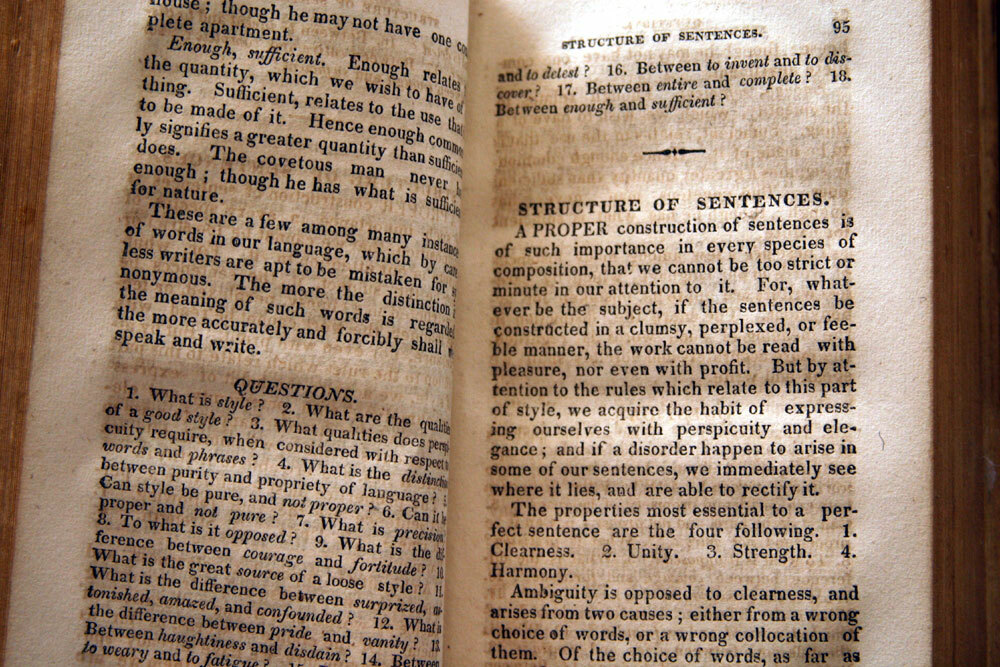 house ; though he may not have one
plete apartment.
Enough, sufficient. Enough relates
the quantity, which we wish to have of
thing. Sufficient, relates to the use that
to be made of it. Hence enough
ly signifies a greater quantity than
does. The covetous man never
enough ; though he has what is
for nature.
These are a few among many
of words in our language, which by
less writers are apt to be mistaken for
nonymous. The more the distinction
the meaning of such words is
the more accurately and forcibly shall
speak and write.
QUESTIONS.
1. What is style ? 2. What are the
of a good style ? 3. What qualities does
cuity require, when considered with respect
words and phrases ? 4. What is the
between purity and propriety of language ?
Can style be pure, and not proper ? 6. Can it
proper and not pure ? 7. What is
8. To what is it opposed ? 9. What is the
ference between courage and fortitude ? 10
What is the great source of a loose style ? 11.
What is the difference between surprized,
tonished, amazed, and confounded ? 12. What
the difference between pride and vanity ? 13.
Between haughtiness and disdain ? 14. Between
to weary and to fatigue ?
STRUCTURE OF SENTENCES. 95
and to detest ? 16. Between to invent and to dis-
cover ? 17. Between entire and complete ? 18.
Between enough and sufficient ?
STRUCTURE OF SENTENCES.
A PROPER construction of sentences is
of such importance in every species of
composition, that we cannot be too strict or
minute in our attention to it. For, what-
ever be the subject, if the sentences be
constructed in a clumsy, perplexed, or fee-
ble manner, the work cannot be read with
pleasure, nor even with profit. But by at-
tention to the rules which relate to this part
of style, we acquire the habit of express-
ing ourselves with perspicuity and ele-
gance ; and if a disorder happen to arise in
some of our sentences, we immediately see
where it lies, and are able to rectify it.
The properties most essential to a per-
fect sentence are the four following. 1.
Clearness. 2. Unity. 3. Strength. 4.
Harmony.
Ambiguity is opposed to clearness, and
arises from two causes ; either from a wrong
choice of words, or a wrong collocation of
them. Of the choice of words, as far as